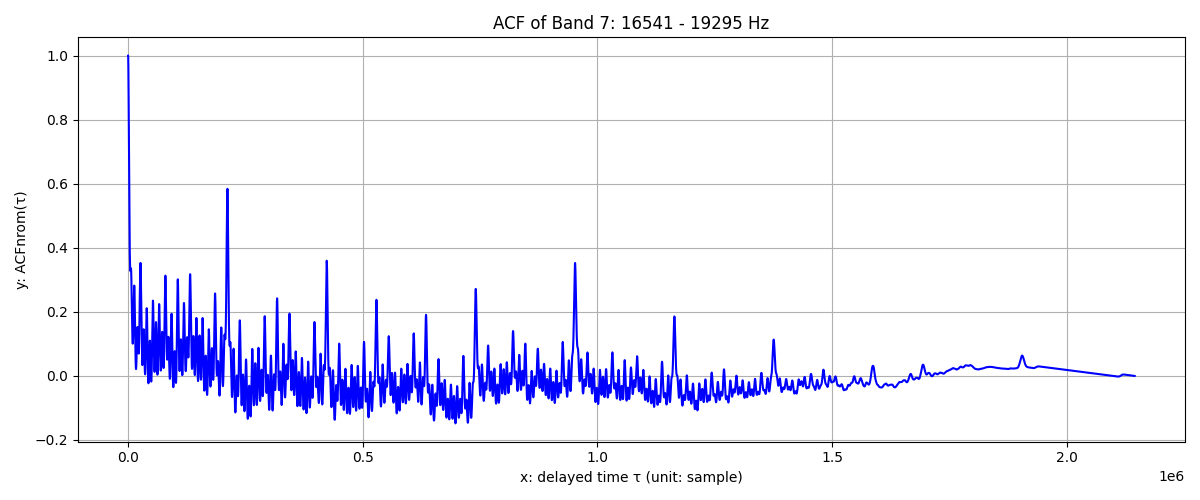 ACF of Band 7: 16541 - 19295 Hz
y: ACFnrom(τ)
1.0
0.8
0.6
0.4
0.2
0.0
−0.2
0.0 0.5 1.0 1.5 2.0
1e6
x: delayed time τ (unit: sample)